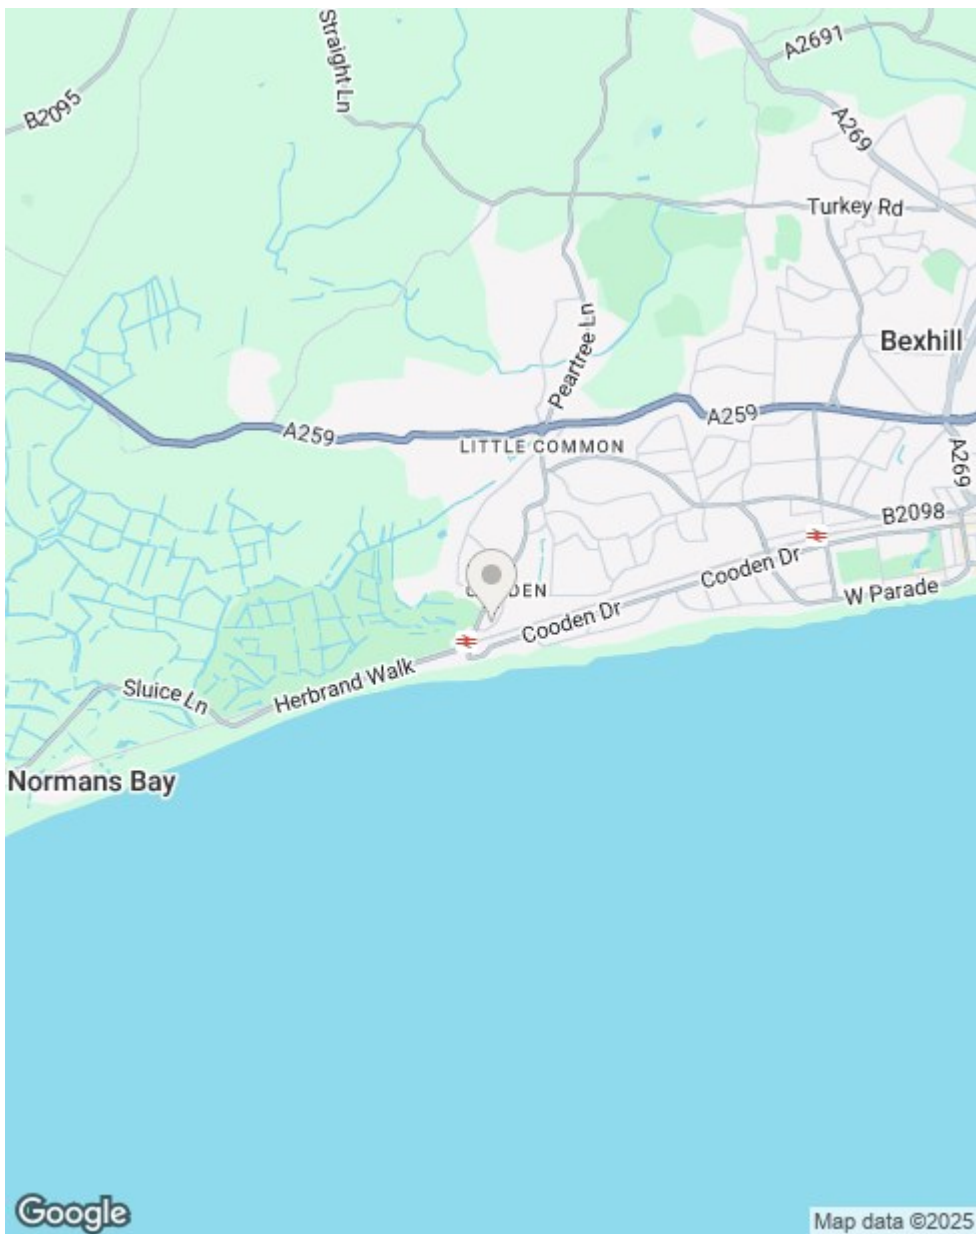 Straight Ln
A2691
B2095
A269
Turkey Rd
Bexhill
Peartree Ln
A259
A259
LITTLE COMMON
A269
B2098
Cooden Dr
W Parade
DEN
Cooden Dr
Herbrand Walk
Sluice Ln
Normans Bay
Google
Map data ©2025